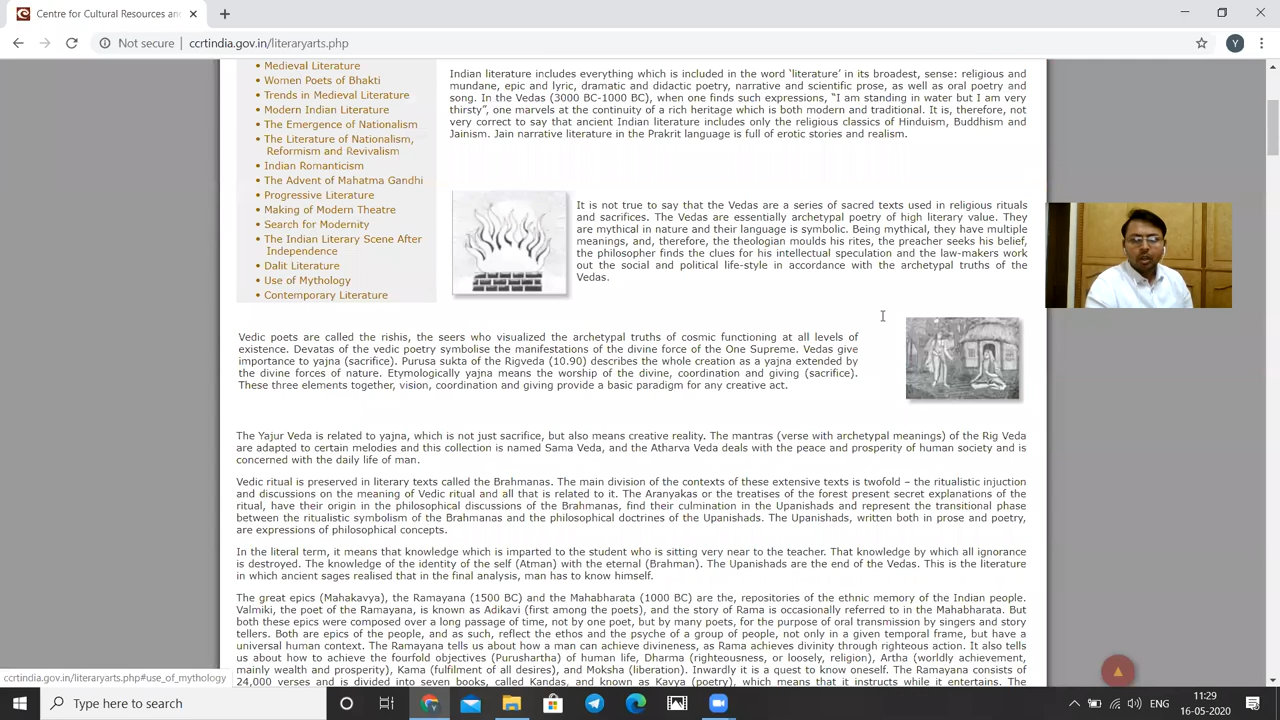 Centre for Cultural Resources an
Not secure
ccrtindia.gov.in/literaryarts.php
Y
• Medieval Literature
• Women Poets of Bhakti
• Trends in Medieval Literature
• Modern Indian Literature
• The Emergence of Nationalism
• The Literature of Nationalism,
Reformism and Revivalism
• Indian Romanticism
• The Advent of Mahatma Gandhi
• Progressive Literature
• Making of Modern Theatre
• Search for Modernity
• The Indian Literary Scene After
Independence
• Dalit Literature
• Use of Mythology
• Contemporary Literature
Indian literature includes everything which is included in the word 'literature' in its broadest, sense: religious and
mundane, epic and lyric, dramatic and didactic poetry, narrative and scientific prose, as well as oral poetry and
song. In the Vedas (3000 BC-1000 BC), when one finds such expressions, "I am standing in water but I am very
thirsty", one marvels at the continuity of a rich heritage which is both modern and traditional. It is, therefore, not
very correct to say that ancient Indian literature includes only the religious classics of Hinduism, Buddhism and
Jainism. Jain narrative literature in the Prakrit language is full of erotic stories and realism.
It is not true to say that the Vedas are a series of sacred texts used in religious rituals
and sacrifices. The Vedas are essentially archetypal poetry of high literary value. They
are mythical in nature and their language is symbolic. Being mythical, they have multiple
meanings, and, therefore, the theologian moulds his rites, the preacher seeks his belief,
the philosopher finds the clues for his intellectual speculation and the law-makers work
out the social and political life-style in accordance with the archetypal truths of the
Vedas.
Vedic poets are called the rishis, the seers who visualized the archetypal truths of cosmic functioning at all levels of
existence. Devatas of the vedic poetry symbolise the manifestations of the divine force of the One Supreme. Vedas give
importance to yajna (sacrifice). Purusa sukta of the Rigveda (10.90) describes the whole creation as a yajna extended by
the divine forces of nature. Etymologically yajna means the worship of the divine, coordination and giving (sacrifice).
These three elements together, vision, coordination and giving provide a basic paradigm for any creative act.
The Yajur Veda is related to yajna, which is not just sacrifice, but also means creative reality. The mantras (verse with archetypal meanings) of the Rig Veda
are adapted to certain melodies and this collection is named Sama Veda, and the Atharva Veda deals with the peace and prosperity of human society and is
concerned with the daily life of man.
Vedic ritual is preserved in literary texts called the Brahmanas. The main division of the contexts of these extensive texts is twofold – the ritualistic injuction
and discussions on the meaning of Vedic ritual and all that is related to it. The Aranyakas or the treatises of the forest present secret explanations of the
ritual, have their origin in the philosophical discussions of the Brahmanas, find their culmination in the Upanishads and represent the transitional phase
between the ritualistic symbolism of the Brahmanas and the philosophical doctrines of the Upanishads. The Upanishads, written both in prose and poetry,
are expressions of philosophical concepts.
In the literal term, it means that knowledge which is imparted to the student who is sitting very near to the teacher. That knowledge by which all ignorance
is destroyed. The knowledge of the identity of the self (Atman) with the eternal (Brahman). The Upanishads are the end of the Vedas. This is the literature
in which ancient sages realised that in the final analysis, man has to know himself.
The great epics (Mahakavya), the Ramayana (1500 BC) and the Mahabharata (1000 BC) are the, repositories of the ethnic memory of the Indian people.
Valmiki, the poet of the Ramayana, is known as Adikavi (first among the poets), and the story of Rama is occasionally referred to in the Mahabharata. But
both these epics were composed over a long passage of time, not by one poet, but by many poets, for the purpose of oral transmission by singers and story
tellers. Both are epics of the people, and as such, reflect the ethos and the psyche of a group of people, not only in a given temporal frame, but have a
universal human context. The Ramayana tells us about how a man can achieve divineness, as Rama achieves divinity through righteous action. It also tells
us about how to achieve the fourfold objectives (Purushartha) of human life, Dharma (righteousness, or loosely, religion), Artha (worldly achievement,
mainly wealth and prosperity), Kama (fulfilment of all desires), and Moksha (liberation). Inwardly it is a quest to know oneself. The Ramayana consists of
24,000 verses and is divided into seven books, called Kandas, and known as Kavya (poetry), which means that it instructs while it entertains. The
ccrtindia.gov.in/literaryarts.php#use_of_mythology
Type here to search
ENG
11:29
16-05-2020